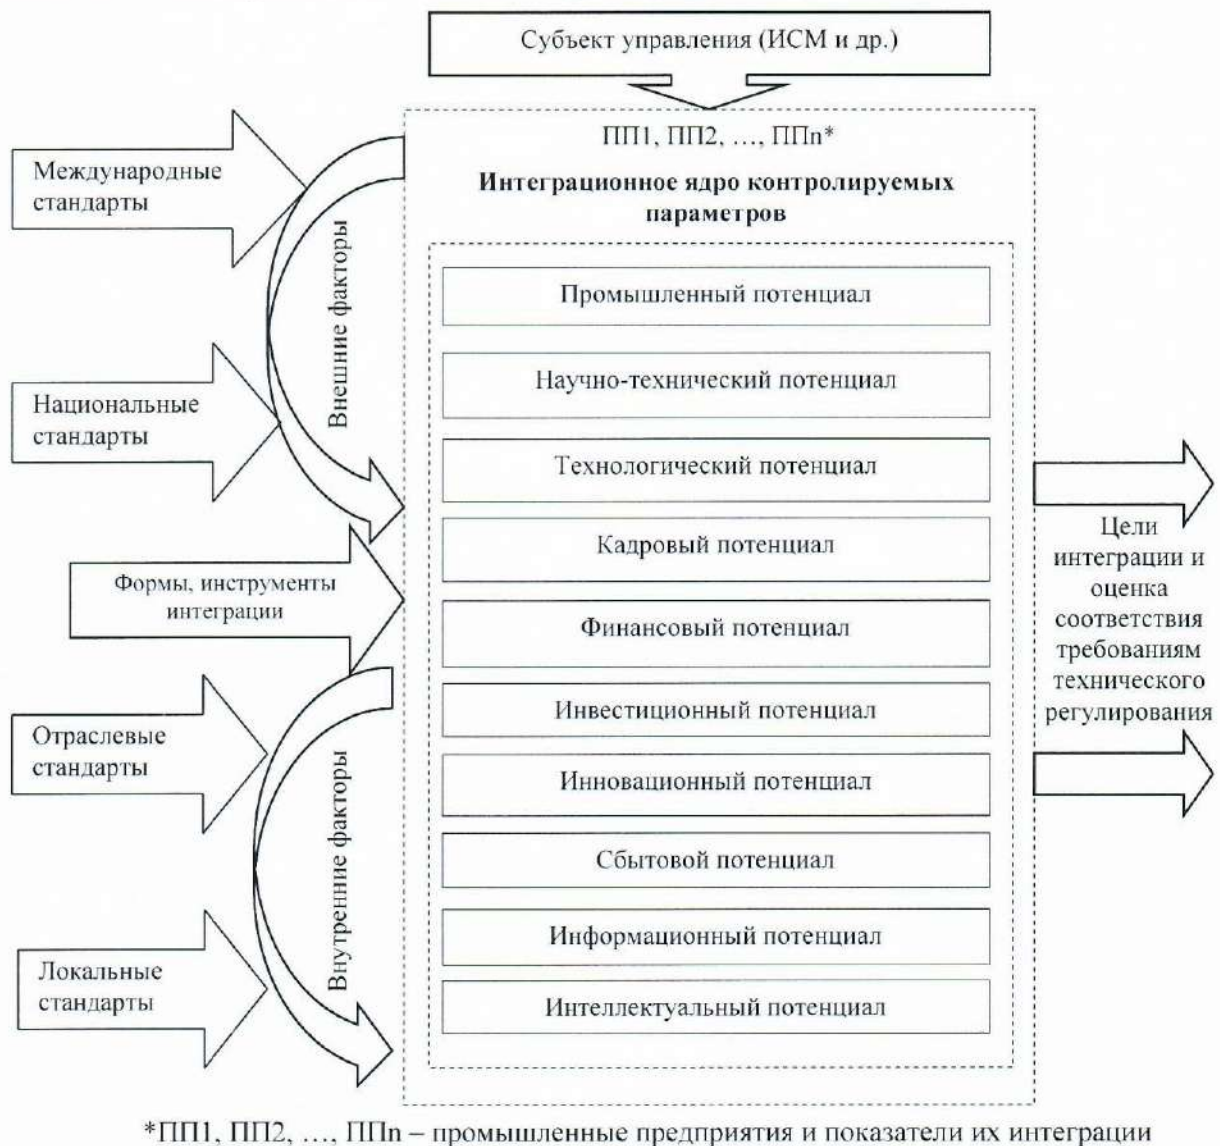 Субъект управления (ИСМ и др.)
ПП1, ПП2, …, ППn*
Интеграционное ядро контролируемых
параметров
Международные
стандарты
Национальные
стандарты
Внешние факторы
Формы, инструменты
интеграции
Отраслевые
стандарты
Локальные
стандарты
Внутренние факторы
Промышленный потенциал
Научно-технический потенциал
Технологический потенциал
Кадровый потенциал
Финансовый потенциал
Инвестиционный потенциал
Инновационный потенциал
Сбытовой потенциал
Информационный потенциал
Интеллектуальный потенциал
Цели
интеграции и
оценка
соответствия
требованиям
технического
регулирования
*ПП1, ПП2, …, ППn – промышленные предприятия и показатели их интеграции